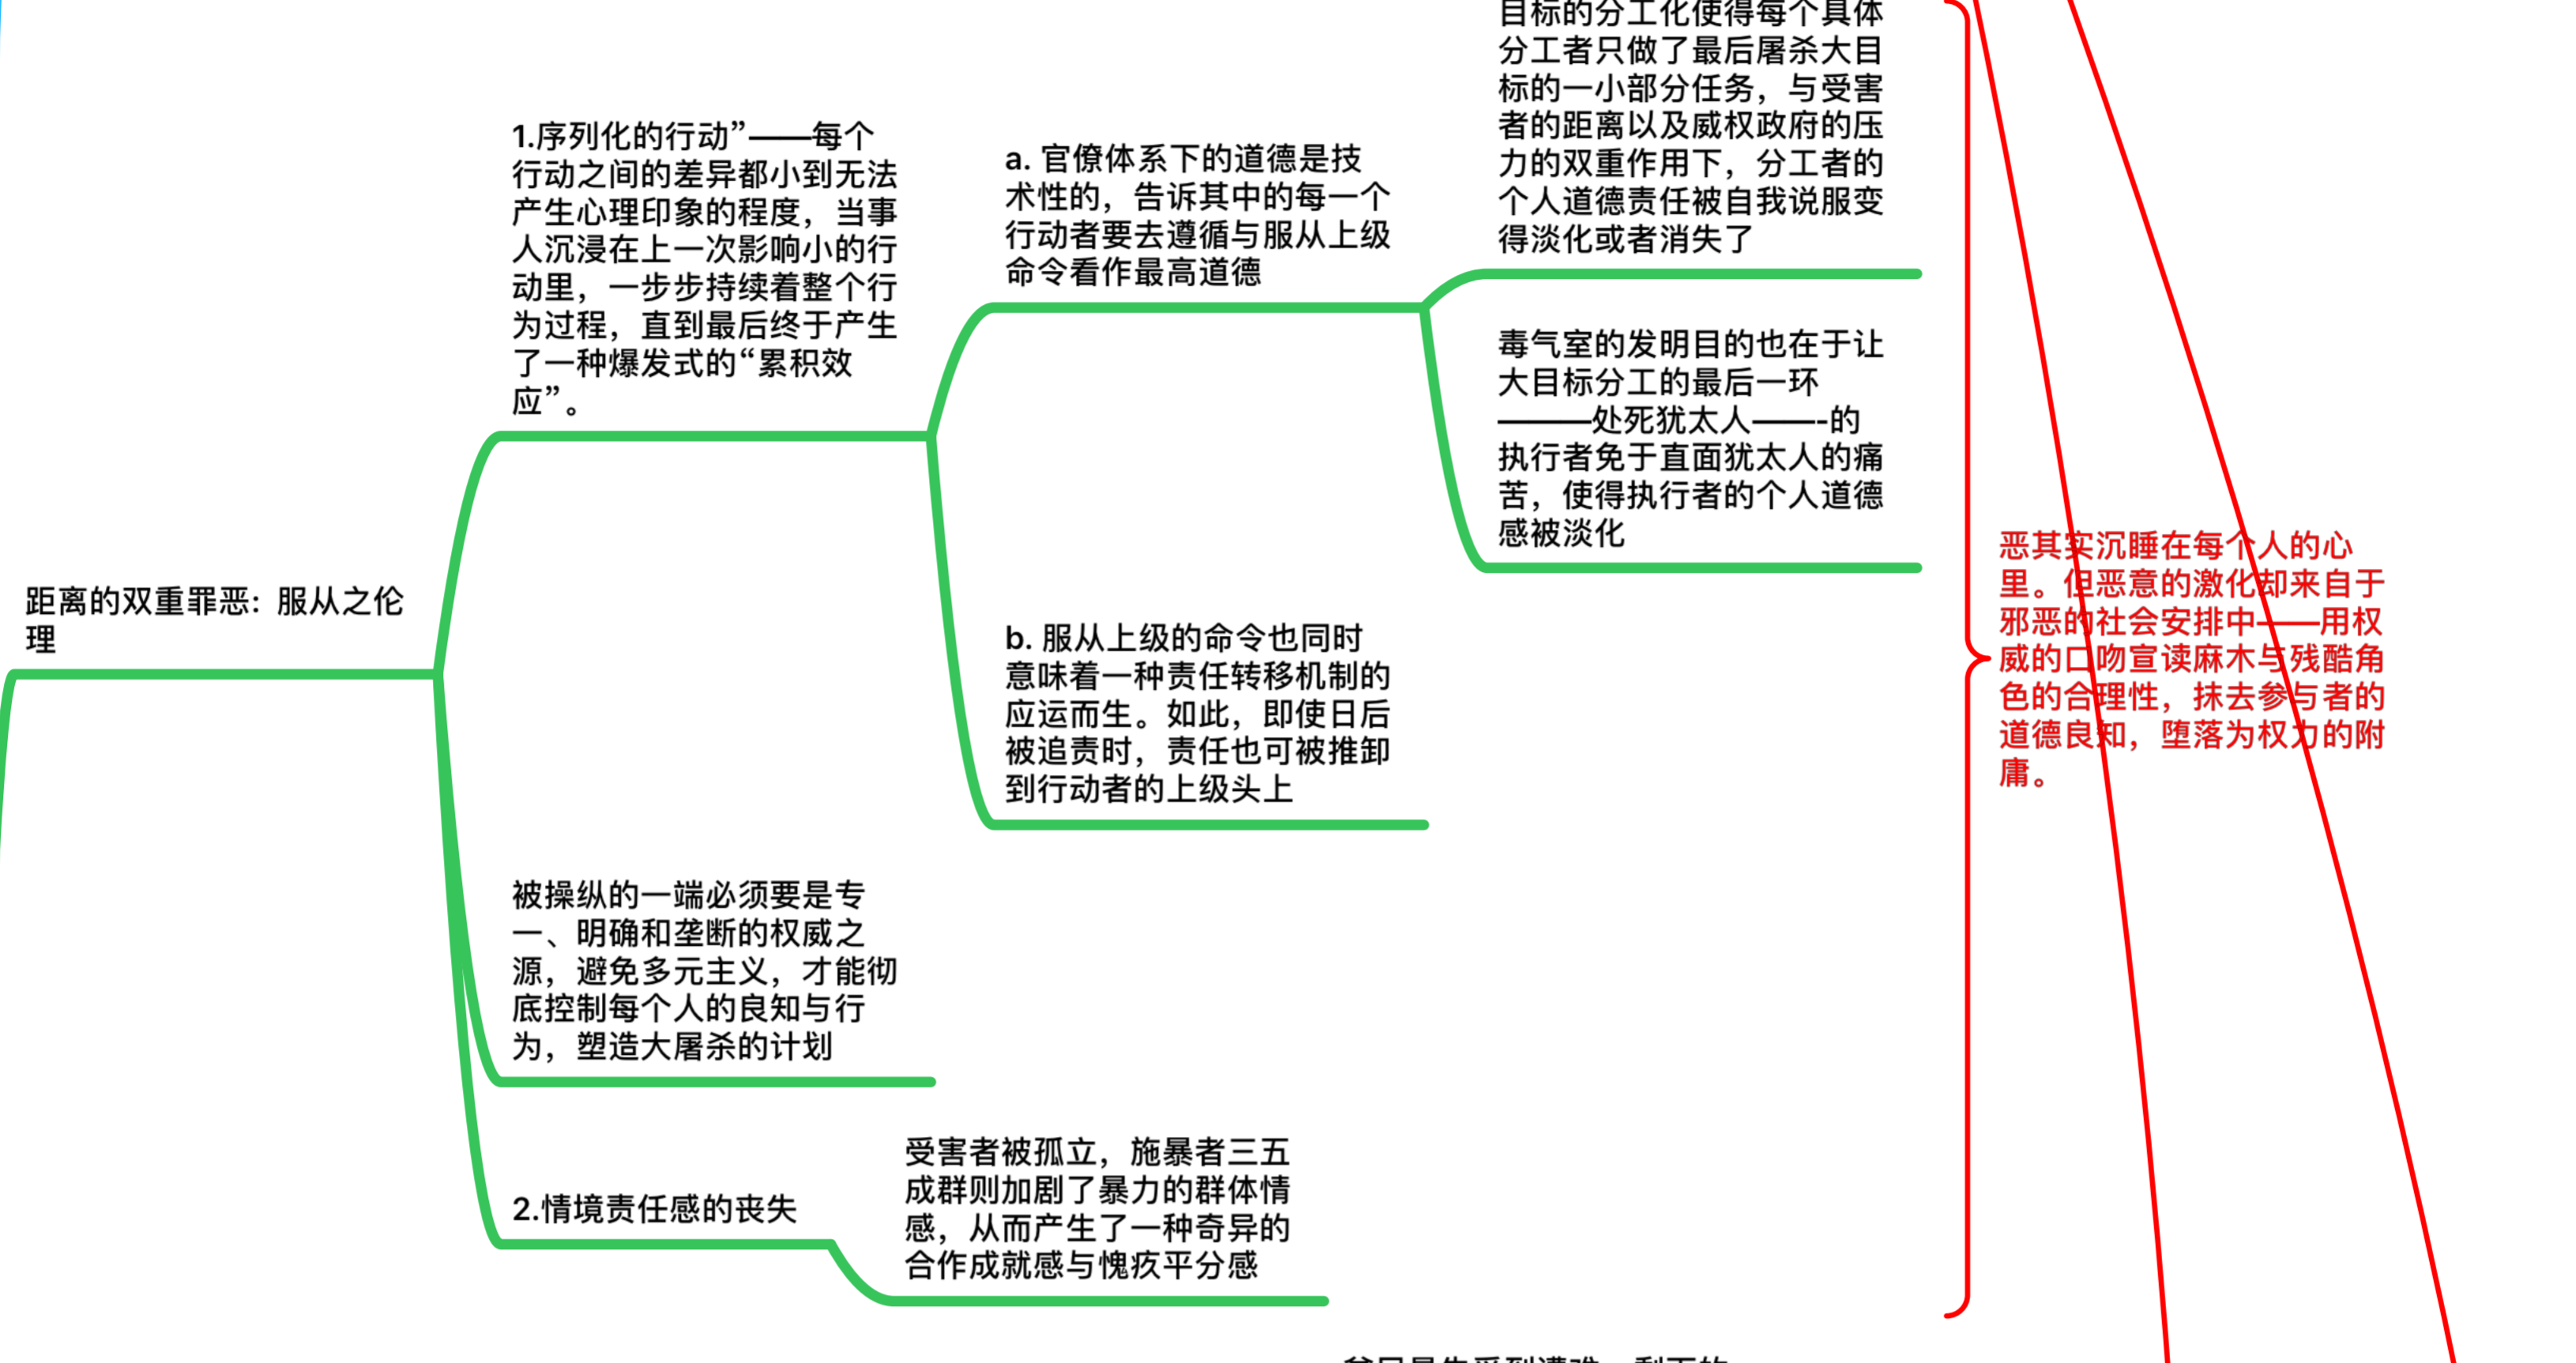 距离的双重罪恶：服从之伦
理
1.序列化的行动”——每个
行动之间的差异都小到无法
产生心理印象的程度，当事
人沉浸在上一次影响小的行
动里，一步步持续着整个行
为过程，直到最后终于产生
了一种爆发式的“累积效
应”。
a. 官僚体系下的道德是技
术性的，告诉其中的每一个
行动者要去遵循与服从上级
命令看作最高道德
目标的分工化使得每个具体
分工者只做了最后屠杀大目
标的一小部分任务，与受害
者的距离以及威权政府的压
力的双重作用下，分工者的
个人道德责任被自我说服变
得淡化或者消失了
毒气室的发明目的也在于让
大目标分工的最后一环
———处死犹太人——-的
执行者免于直面犹太人的痛
苦，使得执行者的个人道德
感被淡化
b. 服从上级的命令也同时
意味着一种责任转移机制的
应运而生。如此，即使日后
被追责时，责任也可被推卸
到行动者的上级头上
被操纵的一端必须要是专
一、明确和垄断的权威之
源，避免多元主义，才能彻
底控制每个人的良知与行
为，塑造大屠杀的计划
2.情境责任感的丧失
受害者被孤立，施暴者三五
成群则加剧了暴力的群体情
感，从而产生了一种奇异的
合作成就感与愧疚平分感
恶其实沉睡在每个人的心
里。但恶意的激化却来自于
邪恶的社会安排中——用权
威的口吻宣读麻木与残酷角
色的合理性，抹去参与者的
道德良知，堕落为权力的附
庸。